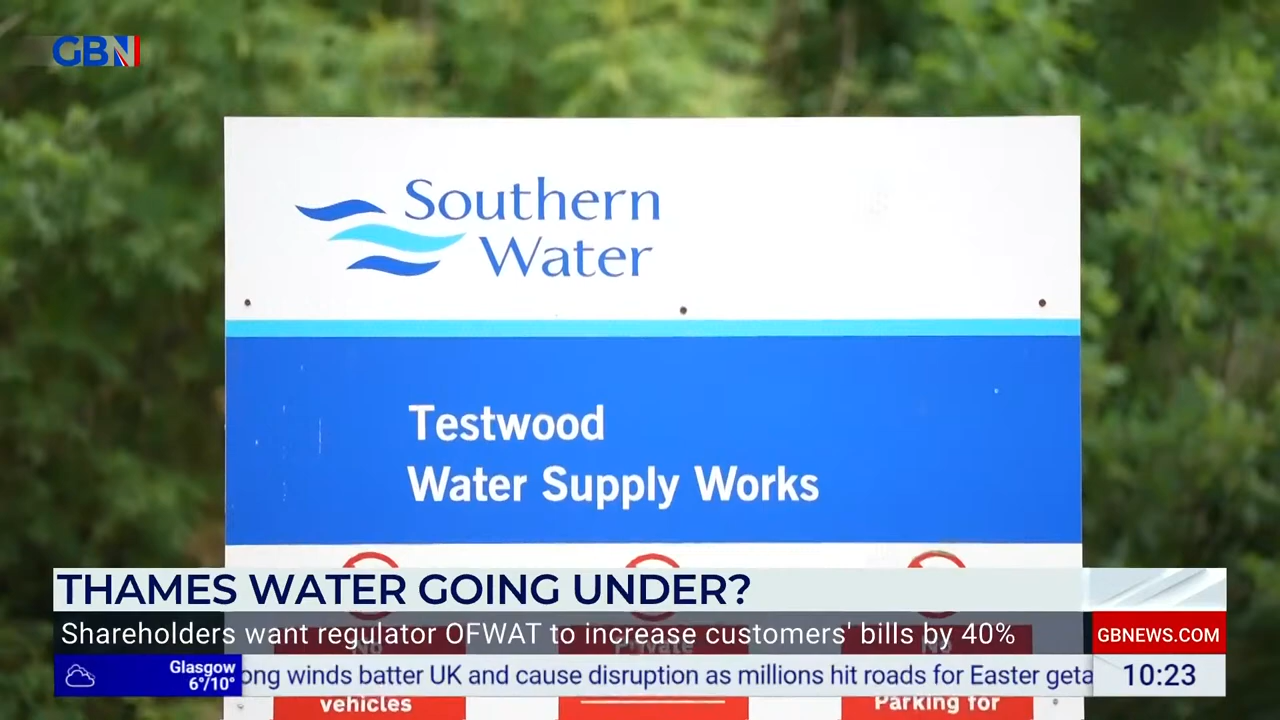 GBN
Southern
Water
Testwood
Water Supply Works
THAMES WATER GOING UNDER?
Shareholders want regulator OFWAT to increase customers' bills by 40%
GBNEWS.COM
No
Private
No
Glasgow
6°/10°
ong winds batter UK and cause disruption as millions hit roads for Easter geta
10:23
vehicles
Parking for